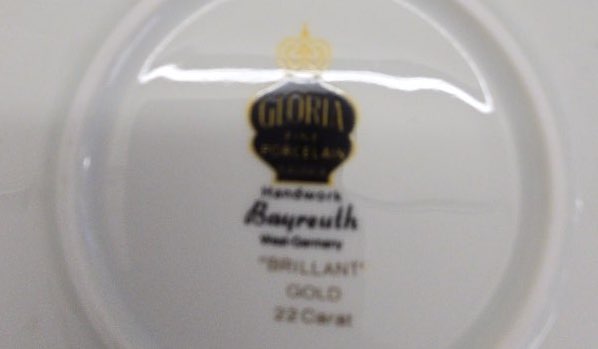 GLORIA
FINE
PORCELAIN
Handwork
Bayreuth
West-Germany
"BRILLANT"
GOLD
22 Carat